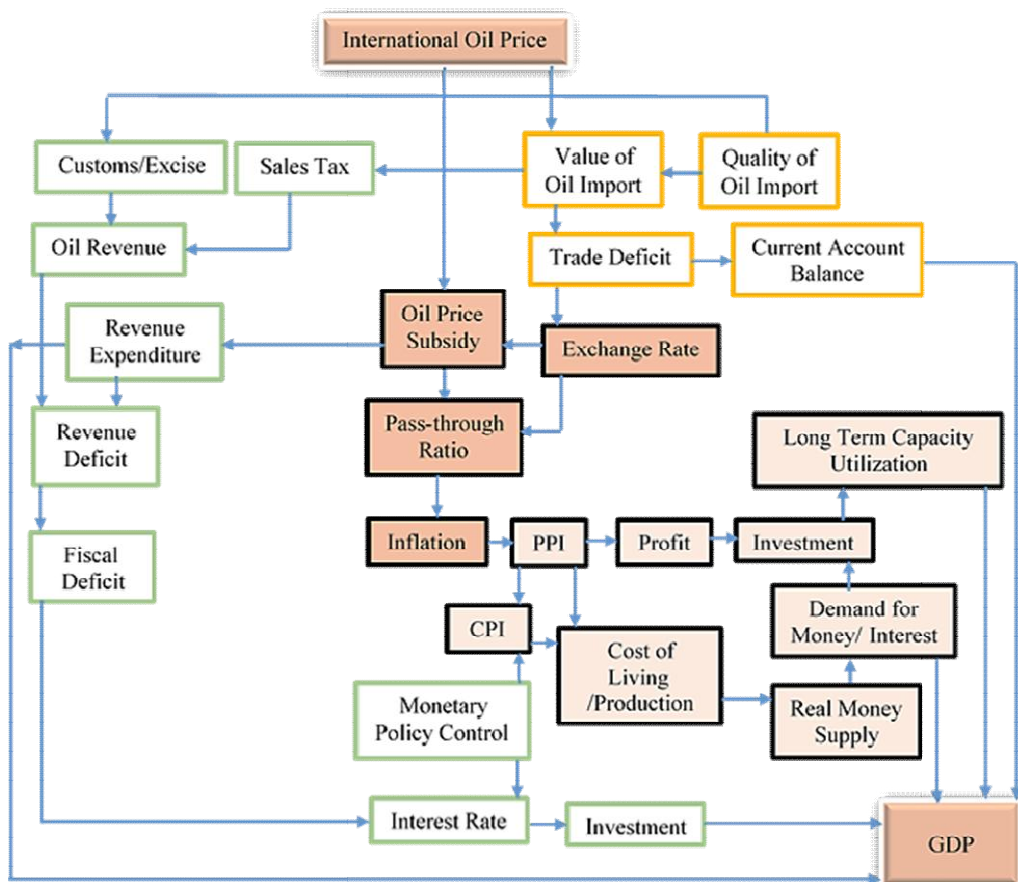 International Oil Price
Customs/Excise
Sales Tax
Value of
Oil Import
Quality of
Oil Import
Oil Revenue
Trade Deficit
Current Account
Balance
Revenue
Expenditure
Oil Price
Subsidy
Exchange Rate
Revenue
Deficit
Pass-through
Ratio
Long Term Capacity
Utilization
Fiscal
Deficit
Inflation
PPI
Profit
Investment
CPI
Cost of
Living
/Production
Demand for
Money/ Interest
Monetary
Policy Control
Real Money
Supply
Interest Rate
Investment
GDP